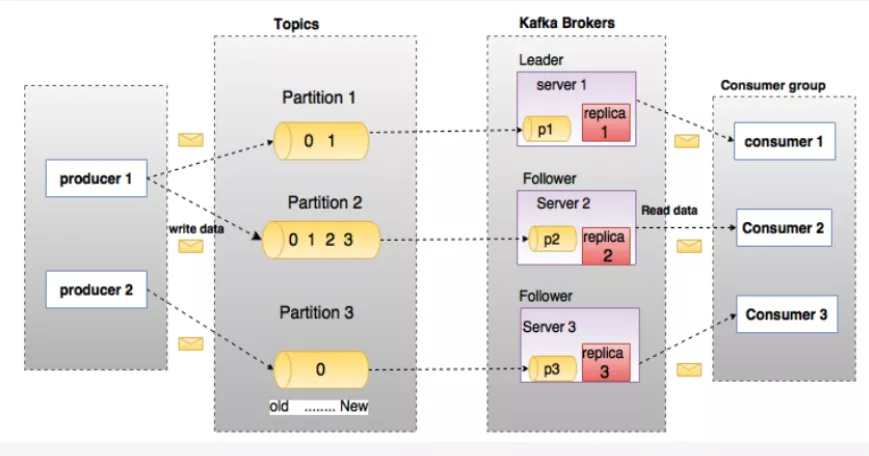 Topics
Kafka Brokers
Consumer group
producer 1
producer 2
write data
Partition 1
0 1
Partition 2
0 1 2 3
Partition 3
0
old ........ New
Leader
server 1
p1
replica
1
Follower
Server 2
p2
replica
2
Follower
Server 3
p3
replica
3
Read data
consumer 1
Consumer 2
Consumer 3